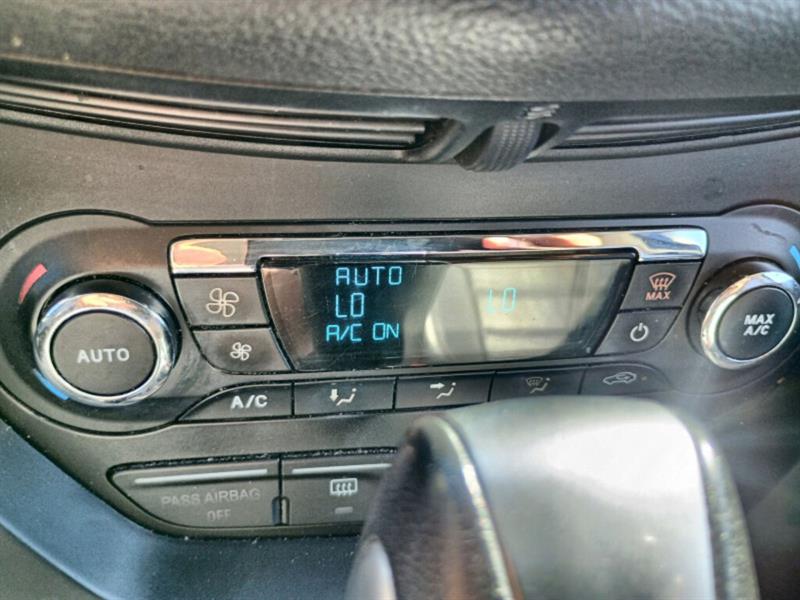 AUTO
LO LO
A/C ON
MAX
AUTO
MAX
A/C
A/C
PASS AIRBAG
OFF